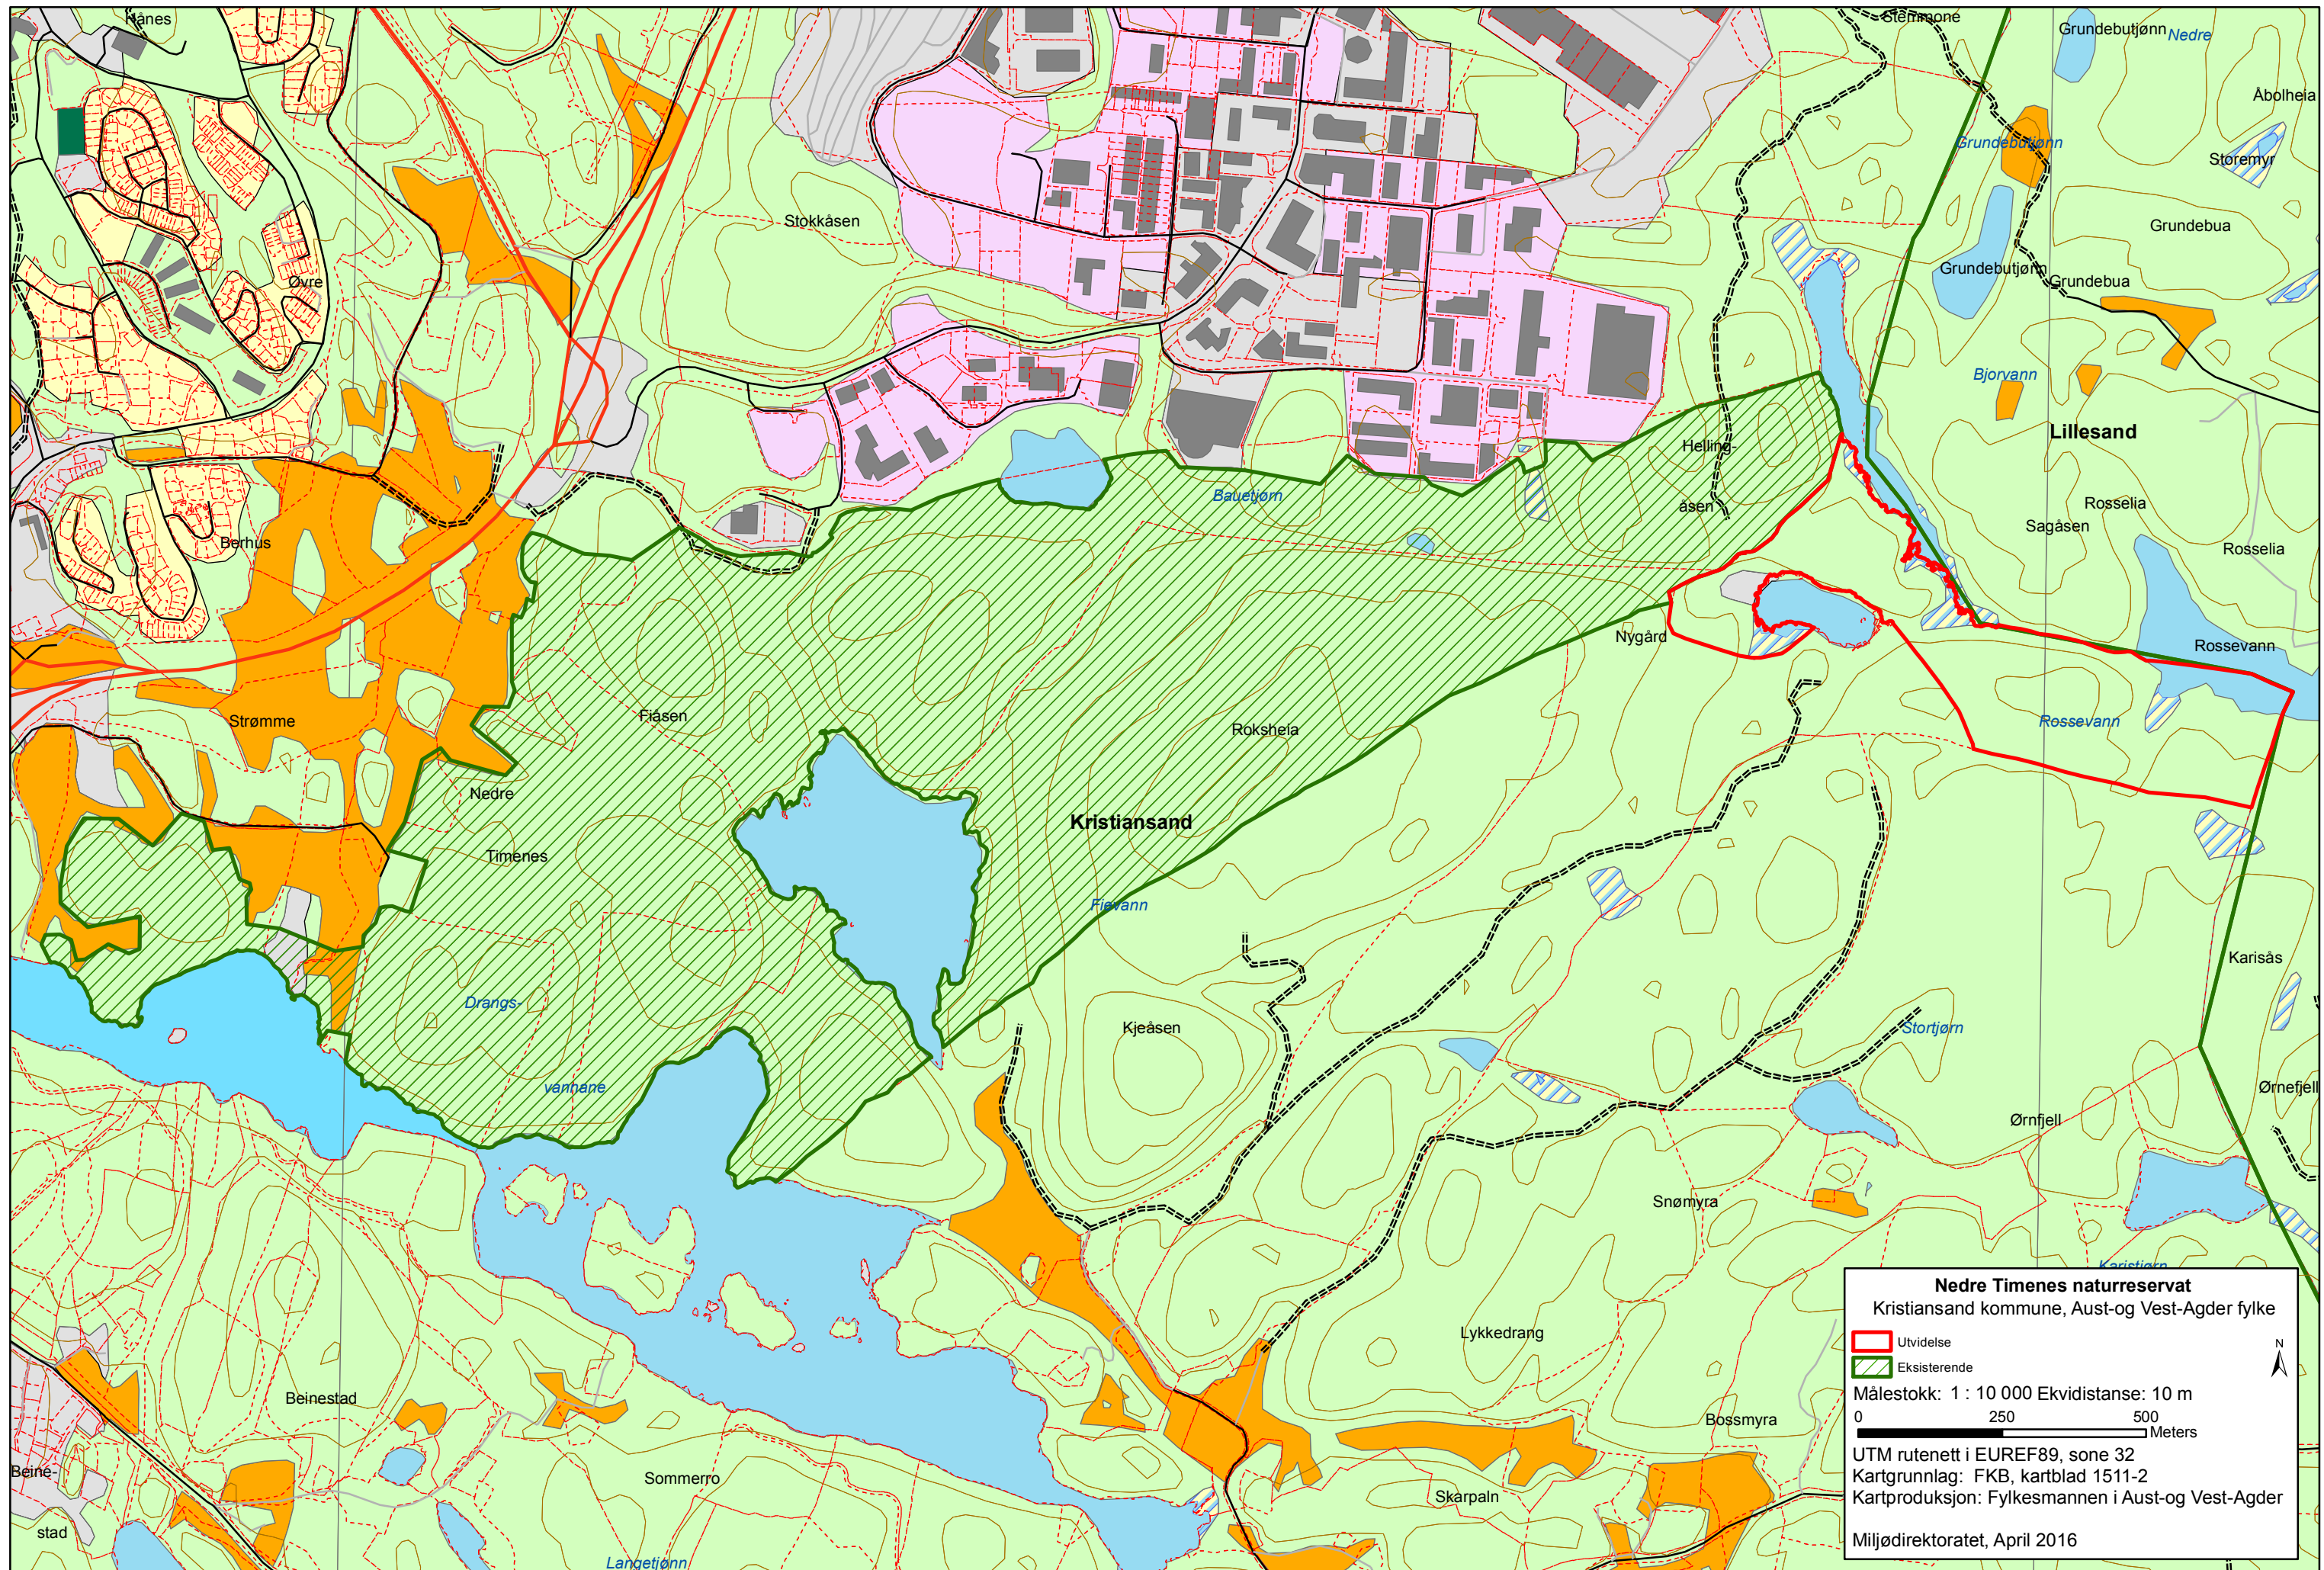 Hånes
Stemmone
Grundebutjønn
Nedre
Åbolheia
Grundebutjønn
Størемyr
Stokkåsen
Grundebua
Øvre
Grundebutjønn
Grundebua
Bjorvann
Lillesand
Helling-
Bauetjørn
åsen
Rosselia
Sagåsen
Berhus
Rosselia
Nygård
Rossevann
Fiåsen
Strømme
Rossevann
Roksheia
Nedre
Kristiansand
Timenes
Fievann
Karisås
Drangs-
Kjeåsen
Stortjørn
vannane
Ørnefjell
Ørnfjell
Snømyra
Karistjørn
Lykkedrang
Beinestad
Bossmyra
Beine-
Sommerro
Skarpaln
stad
Langetjønn
Nedre Timenes naturreservat
Kristiansand kommune, Aust-og Vest-Agder fylke
Utvidelse
N
Eksisterende
Målestokk: 1 : 10 000 Ekvidistanse: 10 m
0 250 500
Meters
UTM rutenett i EUREF89, sone 32
Kartgrunnlag: FKB, kartblad 1511-2
Kartproduksjon: Fylkesmannen i Aust-og Vest-Agder
Miljødirektoratet, April 2016